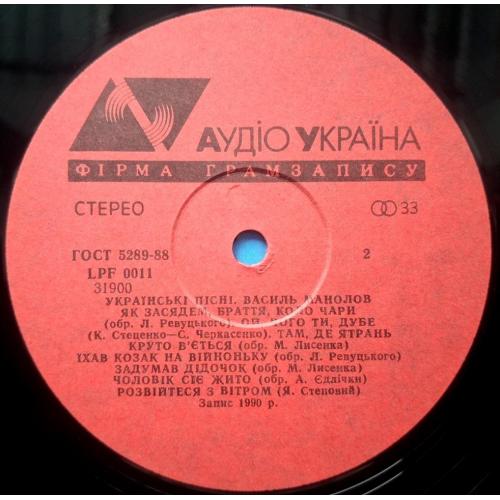 Аудіо Україна
ФІРМА ГРАМЗАПИСУ
СТЕРЕО 33
ГОСТ 5289-88 2
LPF 0011
31900
УКРАЇНСЬКІ ПІСНІ. ВАСИЛЬ МАНОЛОВ
ЯК ЗАСЯДЕМ, БРАТТЯ, КОЛО ЧАРИ
(обр. Л. Ревуцького). ОЙ, ЧОГО ТИ, ДУБЕ
(К. Стеценко—С. Черкасенко). ТАМ, ДЕ ЯТРАНЬ
КРУТО В'ЄТЬСЯ (обр. М. Лисенка)
ЇХАВ КОЗАК НА ВІЙНОНЬКУ (обр. Л. Ревуцького)
ЗАДУМАВ ДІДОЧОК (обр. М. Лисенка)
ЧОЛОВІК СІЄ ЖИТО (обр. А. Єдлічки)
РОЗВІЙТЕСЯ З ВІТРОМ (Я. Степовий)
Запис 1990 р.